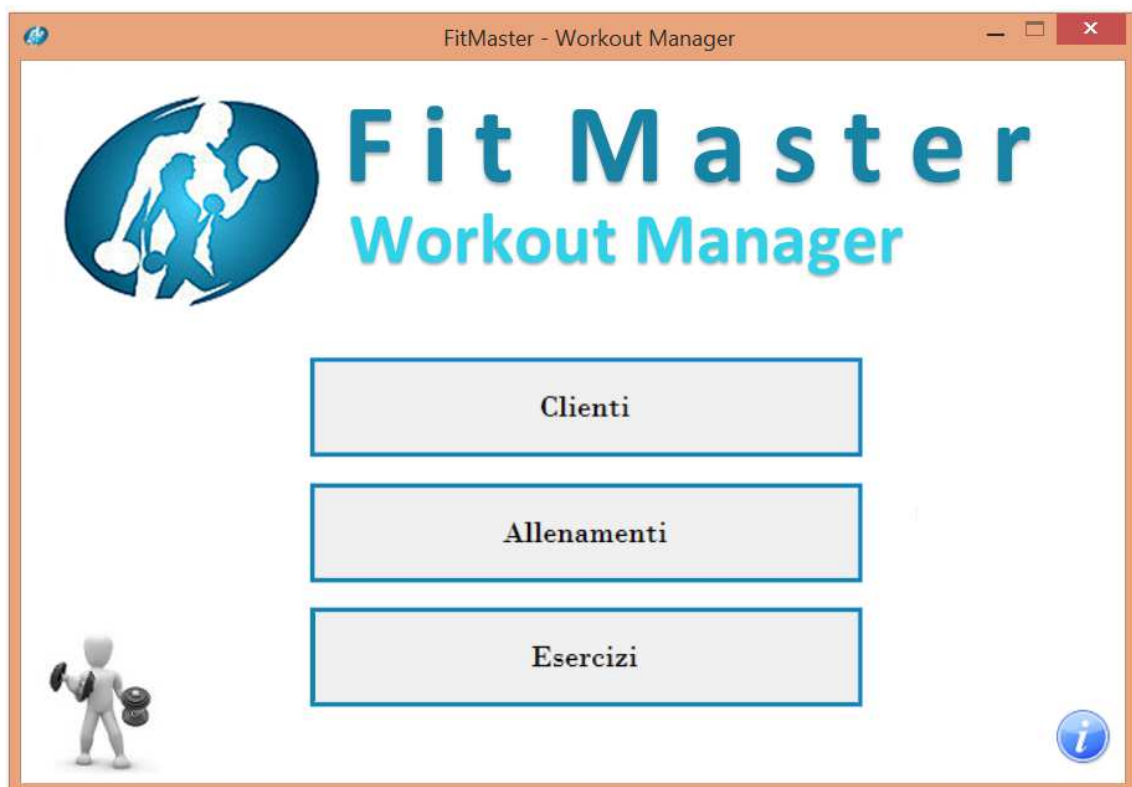 FitMaster - Workout Manager
Fit Master
Workout Manager
Clienti
Allenamenti
Esercizi
i